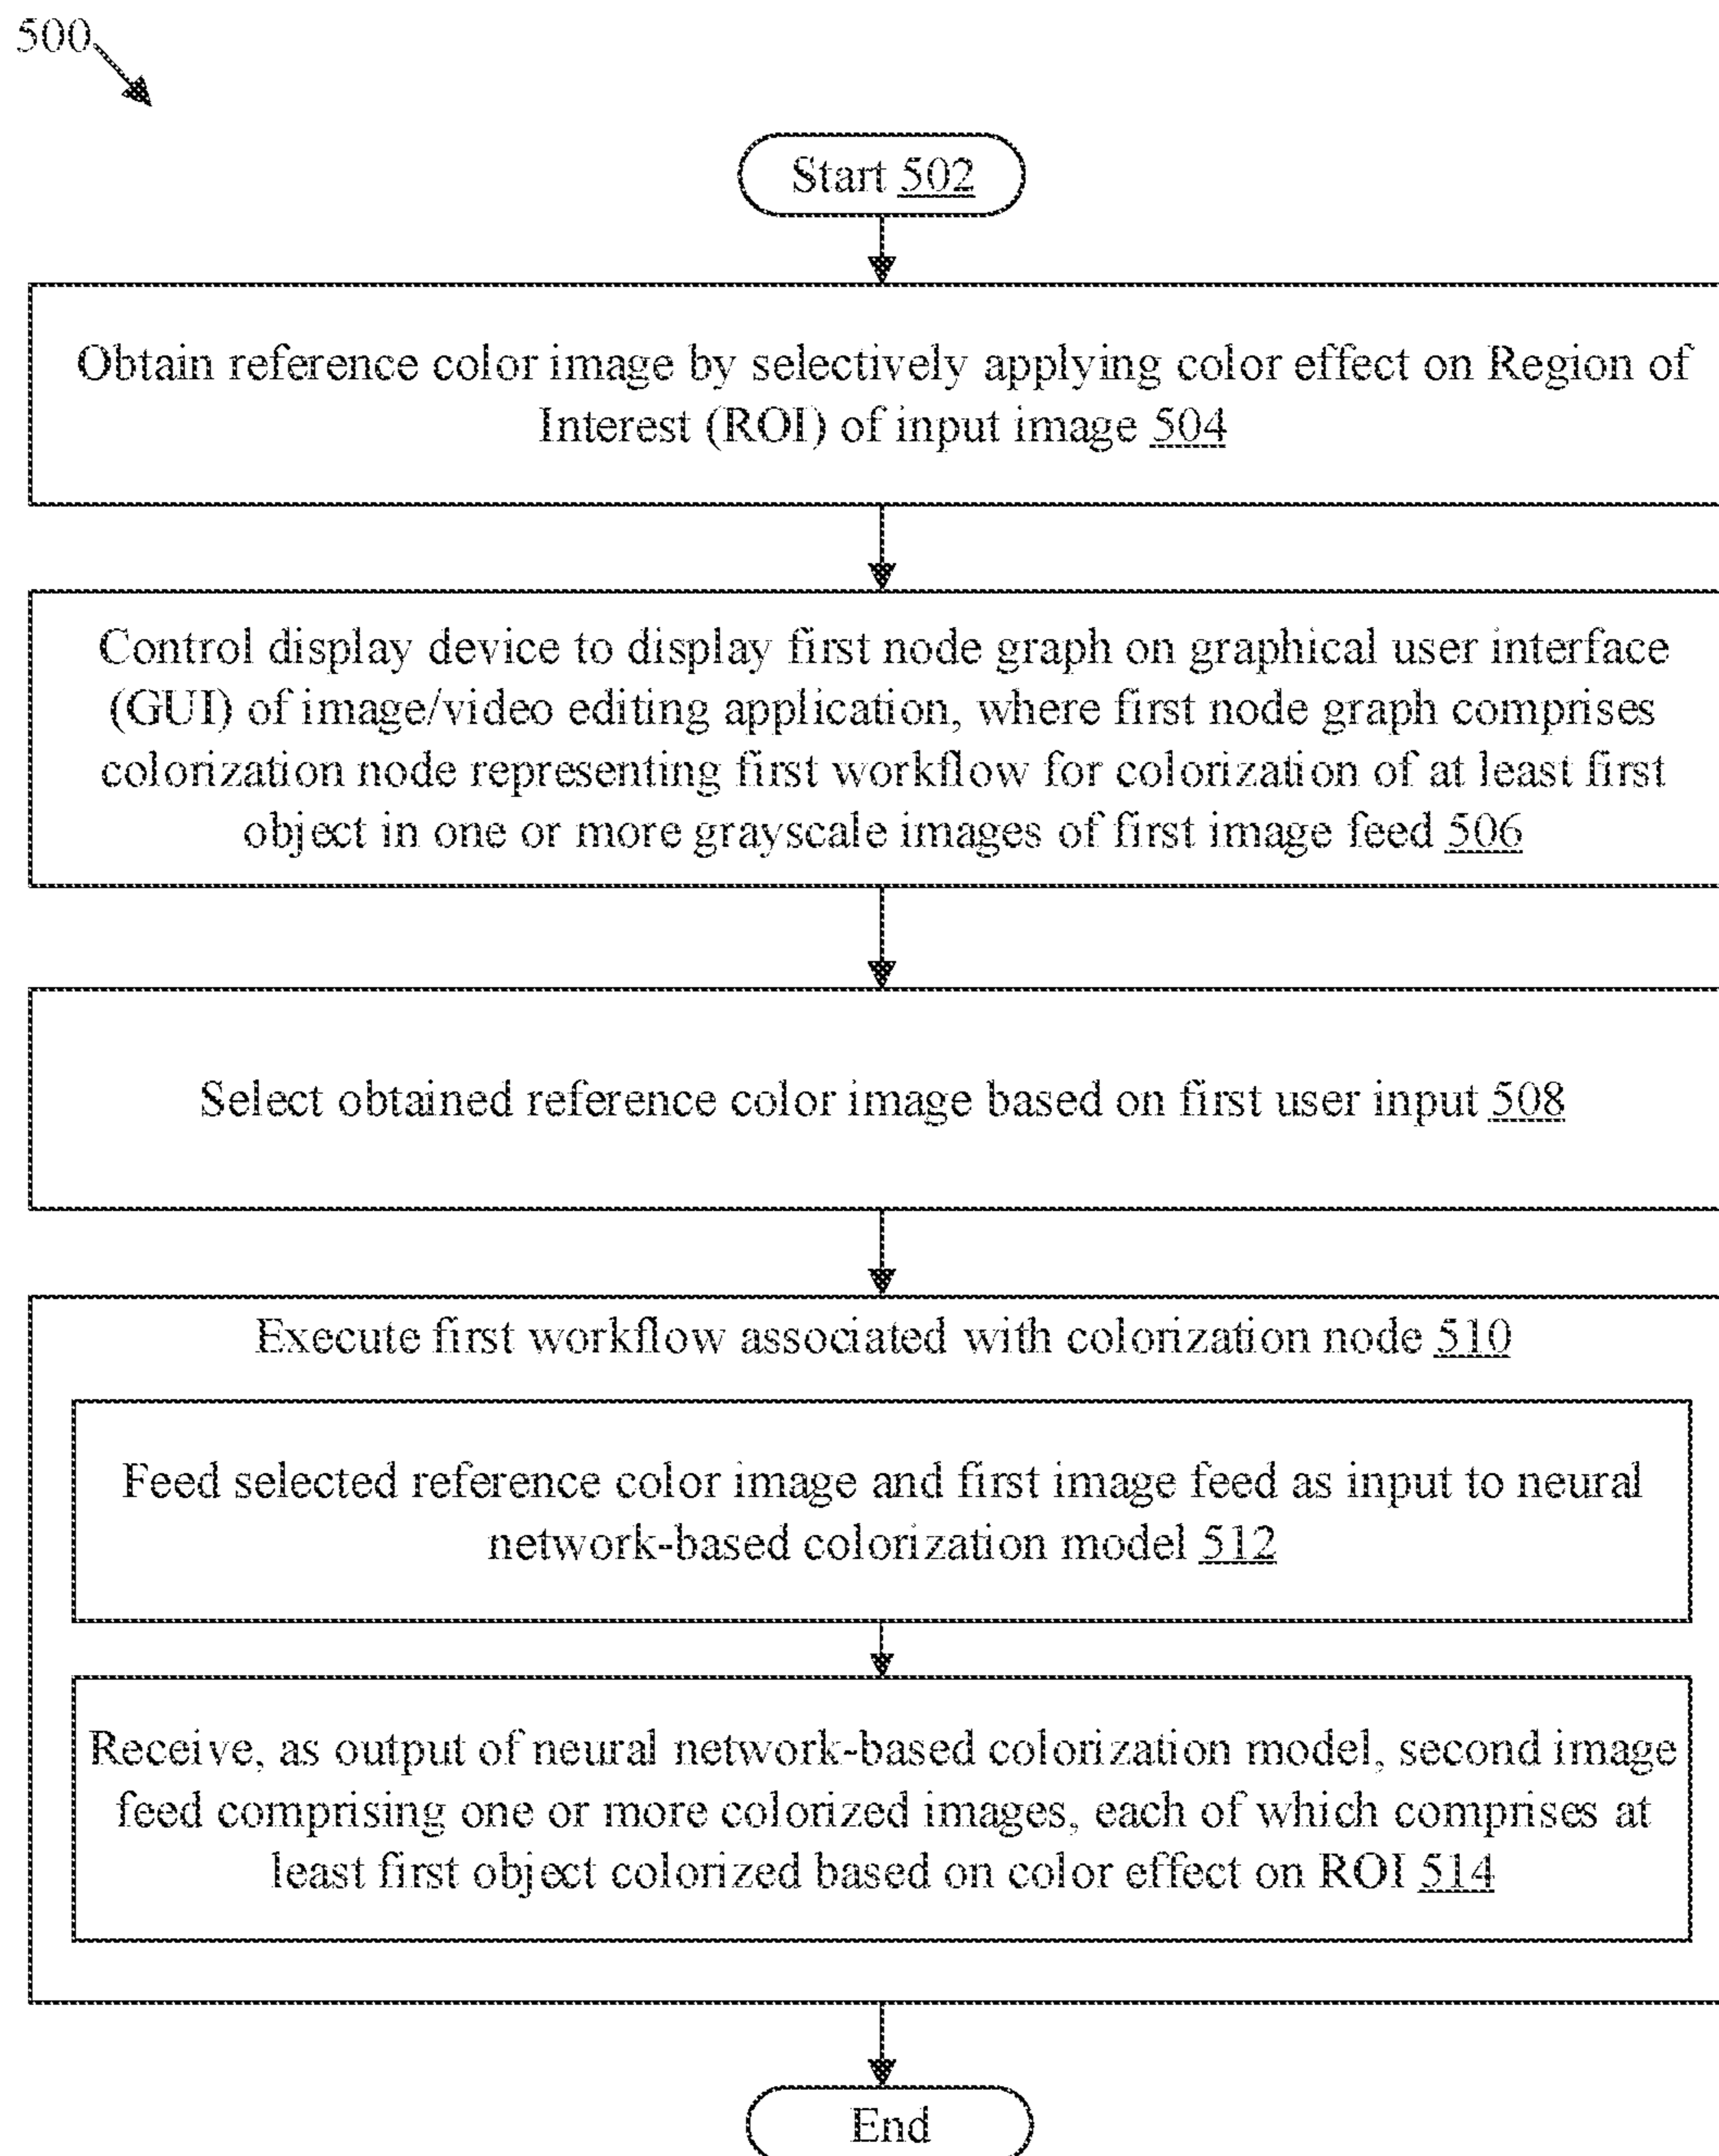 500
Start 502
Obtain reference color image by selectively applying color effect on Region of
Interest (ROI) of input image 504
Control display device to display first node graph on graphical user interface
(GUI) of image/video editing application, where first node graph comprises
colorization node representing first workflow for colorization of at least first
object in one or more grayscale images of first image feed 506
Select obtained reference color image based on first user input 508
Execute first workflow associated with colorization node 510
Feed selected reference color image and first image feed as input to neural
network-based colorization model 512
Receive, as output of neural network-based colorization model, second image
feed comprising one or more colorized images, each of which comprises at
least first object colorized based on color effect on ROI 514
End